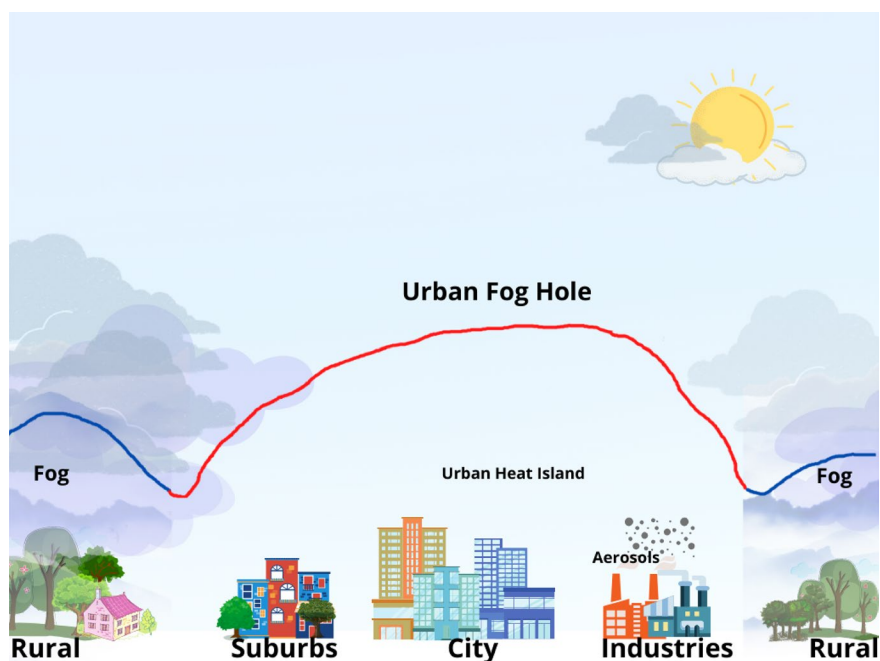 Urban Fog Hole
Fog
Urban Heat Island
Fog
Aerosols
Rural
Suburbs
City
Industries
Rural